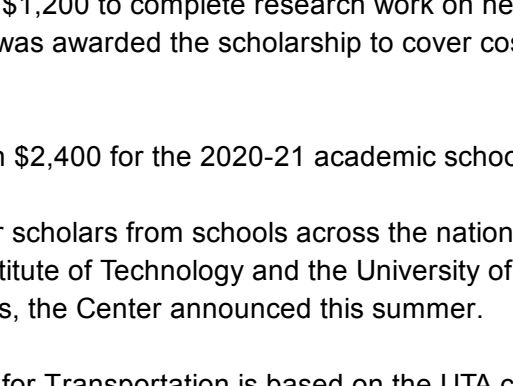 $1,200 to complete research work on he
was awarded the scholarship to cover cos
$2,400 for the 2020-21 academic schoo
scholars from schools across the nation
titute of Technology and the University of
s, the Center announced this summer.
for Transportation is based on the UTA c